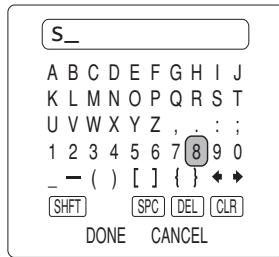 S_
A B C D E F G H I J
K L M N O P Q R S T
U V W X Y Z , . : ;
1 2 3 4 5 6 7 8 9 0
_ – ( ) [ ] { } ← →
SHFT SPC DEL CLR
DONE CANCEL